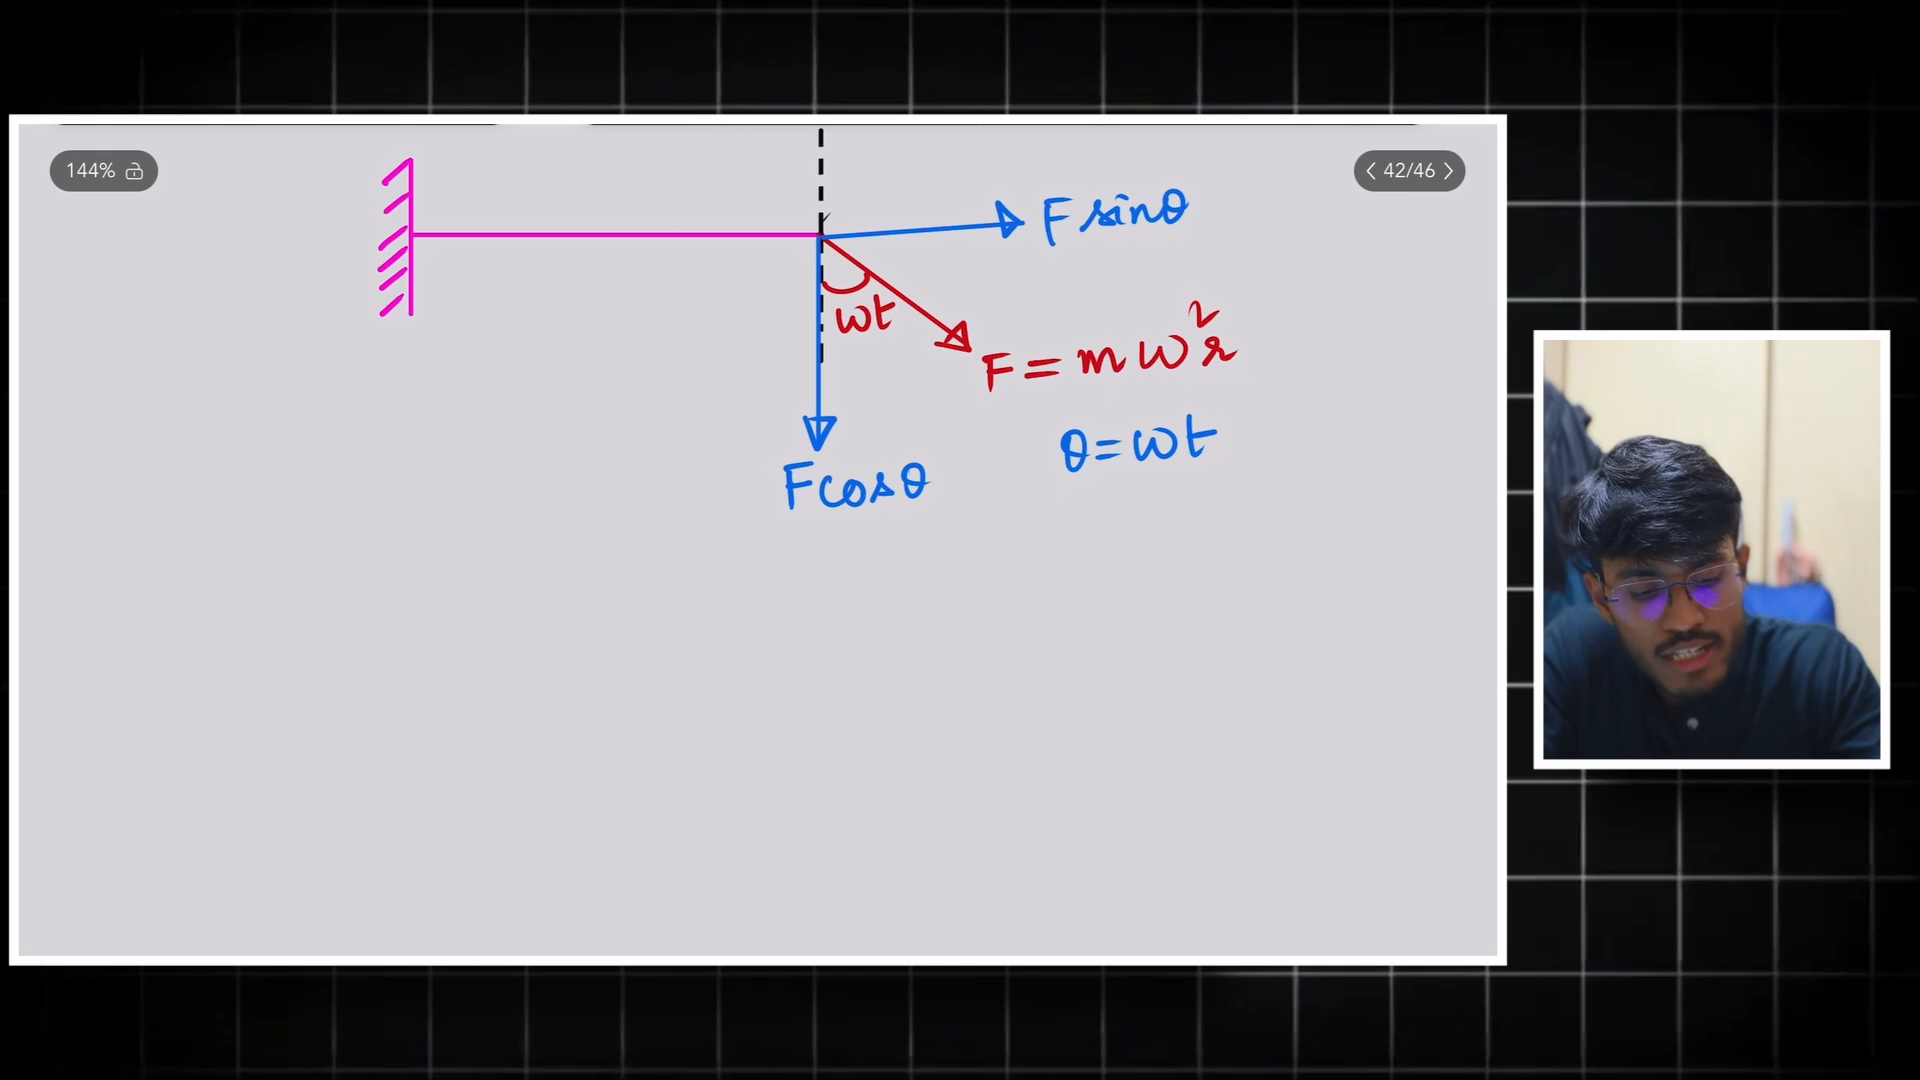 144%
< 42/46 >
F sinθ
ωt
F = mω²r
θ = ωt
F cosθ